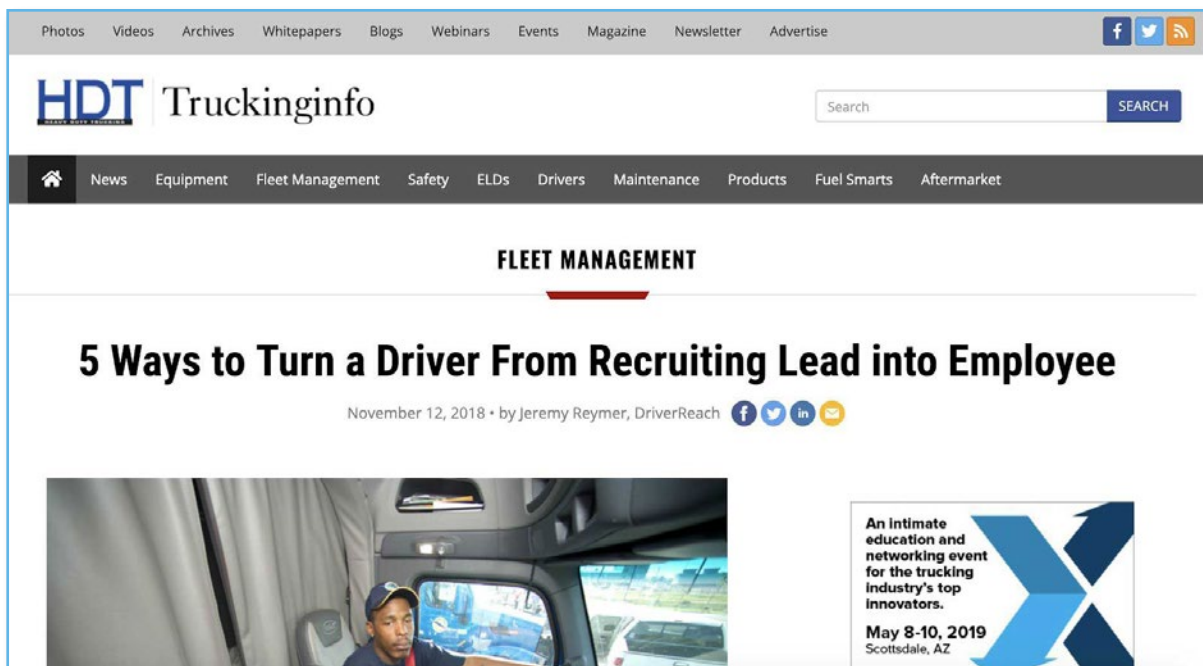 Photos Videos Archives Whitepapers Blogs Webinars Events Magazine Newsletter Advertise
HDT Truckinginfo
HEAVY DUTY TRUCKING
Search SEARCH
News Equipment Fleet Management Safety ELDs Drivers Maintenance Products Fuel Smarts Aftermarket
FLEET MANAGEMENT
5 Ways to Turn a Driver From Recruiting Lead into Employee
November 12, 2018 • by Jeremy Reymer, DriverReach
An intimate
education and
networking event
for the trucking
industry's top
innovators.
May 8-10, 2019
Scottsdale, AZ